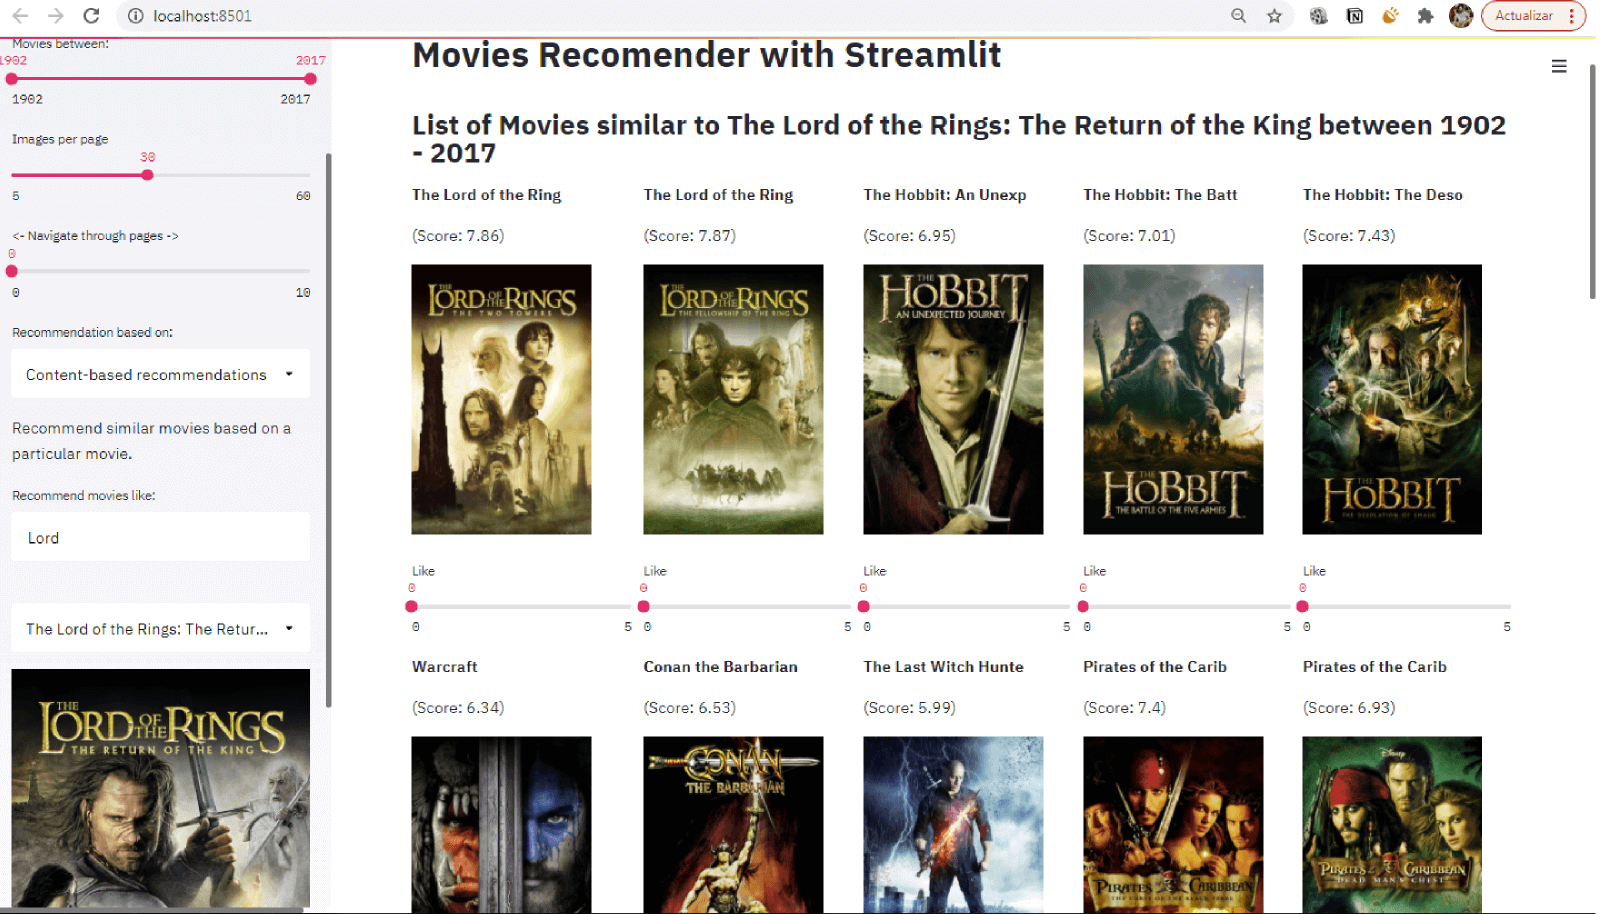 localhost:8501
Actualizar
Movies between:
1902 2017
1902 2017
Images per page
30
5 60
<- Navigate through pages ->
0
0 10
Recommendation based on:
Content-based recommendations
Recommend similar movies based on a
particular movie.
Recommend movies like:
Lord
The Lord of the Rings: The Retur...
THE
LORD OF THE RINGS
THE RETURN OF THE KING
Movies Recomender with Streamlit
List of Movies similar to The Lord of the Rings: The Return of the King between 1902
- 2017
The Lord of the Ring The Lord of the Ring The Hobbit: An Unexp The Hobbit: The Batt The Hobbit: The Deso
(Score: 7.86) (Score: 7.87) (Score: 6.95) (Score: 7.01) (Score: 7.43)
THE
LORD OF THE RINGS
THE TWO TOWERS
THE
LORD OF THE RINGS
THE FELLOWSHIP OF THE RING
THE
HOBBIT
AN UNEXPECTED JOURNEY
THE
HOBBIT
THE BATTLE OF THE FIVE ARMIES
THE
HOBBIT
THE DESOLATION OF SMAUG
Like Like Like Like Like
0 0 0 0 0
0 5 0 5 0 5 0 5 0 5
Warcraft Conan the Barbarian The Last Witch Hunte Pirates of the Carib Pirates of the Carib
(Score: 6.34) (Score: 6.53) (Score: 5.99) (Score: 7.4) (Score: 6.93)
CONAN
THE BARBARIAN
PIRATES OF THE CARIBBEAN
THE CURSE OF THE BLACK PEARL
Disney
PIRATES OF THE CARIBBEAN
DEAD MAN'S CHEST